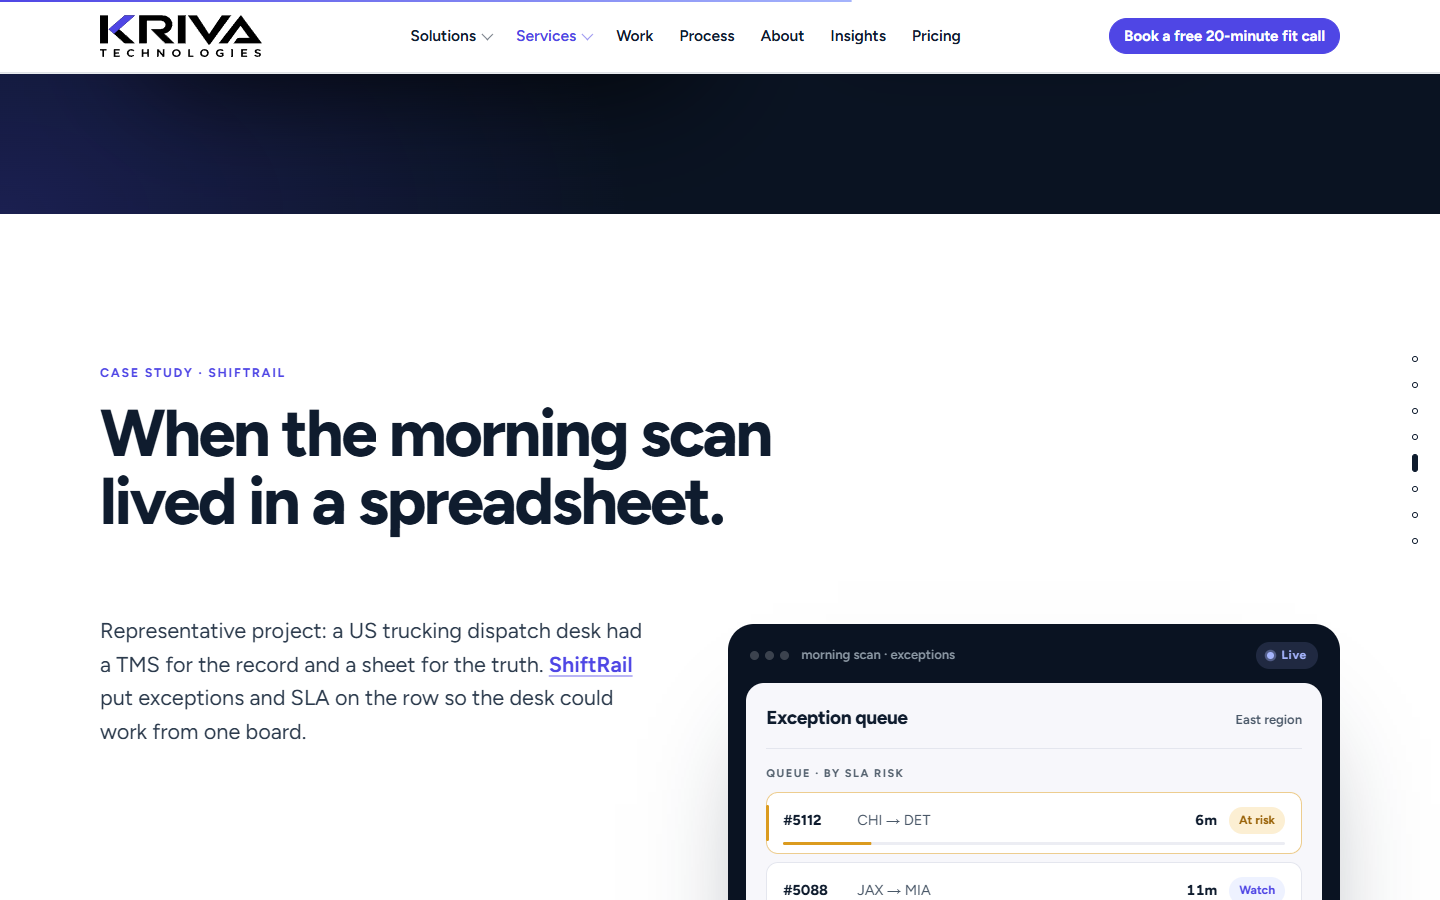 KRIVA
TECHNOLOGIES
Solutions
Services
Work
Process
About
Insights
Pricing
Book a free 20-minute fit call
CASE STUDY · SHIFTRAIL
When the morning scan
lived in a spreadsheet.
Representative project: a US trucking dispatch desk had
a TMS for the record and a sheet for the truth. ShiftRail
put exceptions and SLA on the row so the desk could
work from one board.
morning scan · exceptions
Live
Exception queue
East region
QUEUE · BY SLA RISK
#5112 CHI → DET 6m At risk
#5088 JAX → MIA 11m Watch